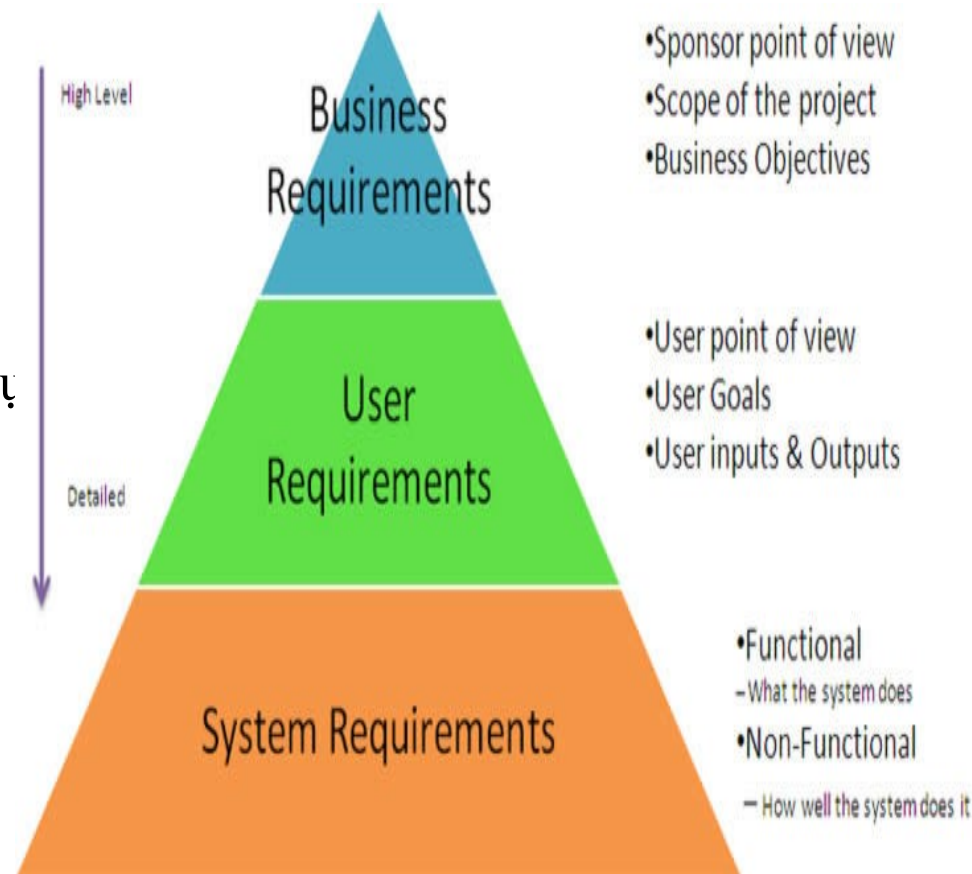 High Level
Business
Requirements
•Sponsor point of view
•Scope of the project
•Business Objectives
User
Requirements
•User point of view
•User Goals
•User inputs & Outputs
Detailed
System Requirements
•Functional
–What the system does
•Non-Functional
– How well the system does it